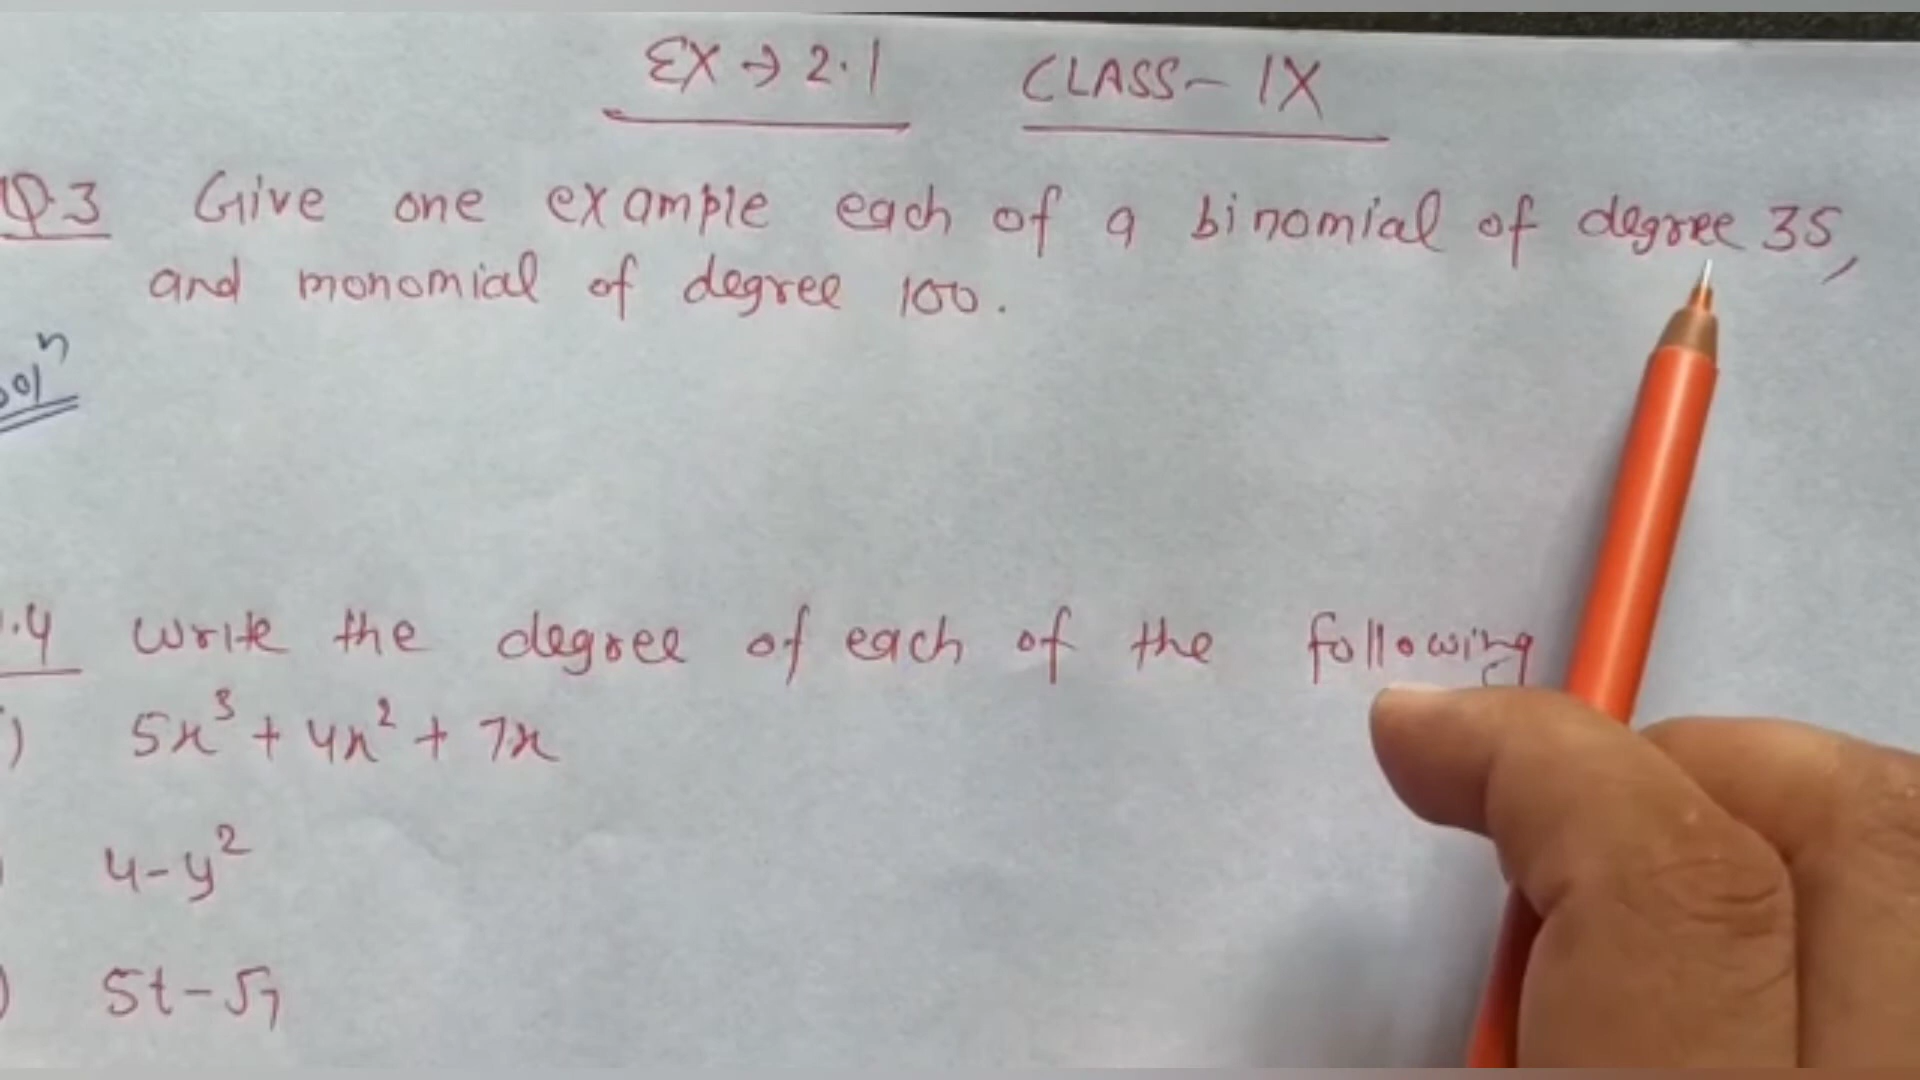 EX → 2.1 CLASS - IX
Q.3 Give one example each of a binomial of degree 35,
and monomial of degree 100.
Solⁿ
.4 Write the degree of each of the following
) 5x³ + 4x² + 7x
) 4-y²
) 5t-√7